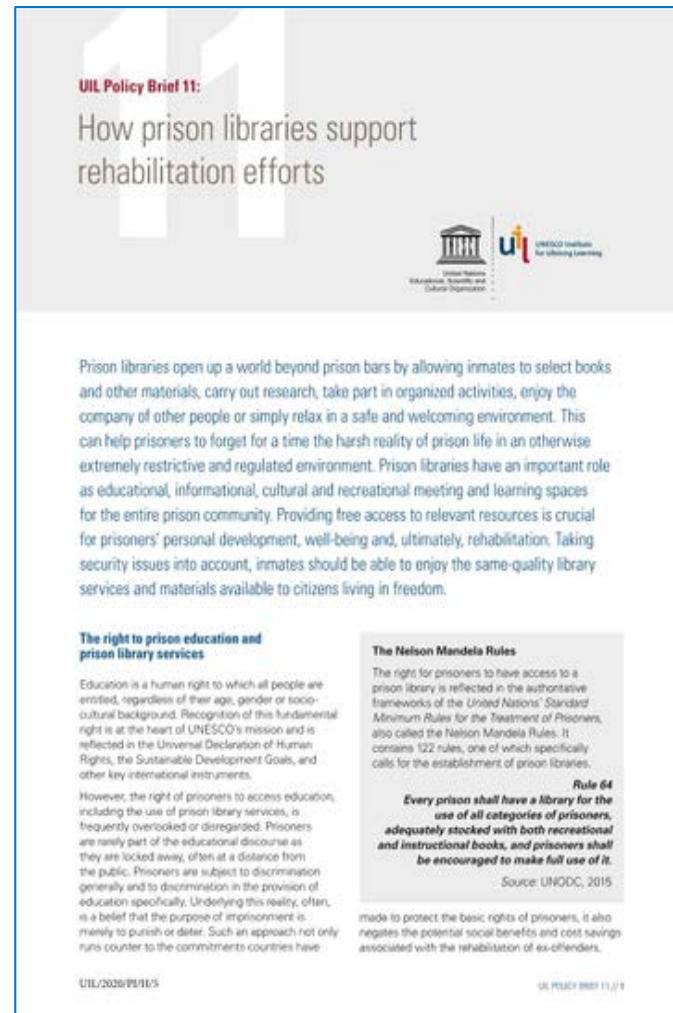 11
UIL Policy Brief 11:
How prison libraries support
rehabilitation efforts
United Nations
Educational, Scientific and
Cultural Organization
uil
UNESCO Institute
for Lifelong Learning
Prison libraries open up a world beyond prison bars by allowing inmates to select books
and other materials, carry out research, take part in organized activities, enjoy the
company of other people or simply relax in a safe and welcoming environment. This
can help prisoners to forget for a time the harsh reality of prison life in an otherwise
extremely restrictive and regulated environment. Prison libraries have an important role
as educational, informational, cultural and recreational meeting and learning spaces
for the entire prison community. Providing free access to relevant resources is crucial
for prisoners' personal development, well-being and, ultimately, rehabilitation. Taking
security issues into account, inmates should be able to enjoy the same-quality library
services and materials available to citizens living in freedom.
The right to prison education and
prison library services
Education is a human right to which all people are
entitled, regardless of their age, gender or socio-
cultural background. Recognition of this fundamental
right is at the heart of UNESCO's mission and is
reflected in the Universal Declaration of Human
Rights, the Sustainable Development Goals, and
other key international instruments.
However, the right of prisoners to access education,
including the use of prison library services, is
frequently overlooked or disregarded. Prisoners
are rarely part of the educational discourse as
they are locked away, often at a distance from
the public. Prisoners are subject to discrimination
generally and to discrimination in the provision of
education specifically. Underlying this reality, often,
is a belief that the purpose of imprisonment is
merely to punish or deter. Such an approach not only
runs counter to the commitments countries have
The Nelson Mandela Rules
The right for prisoners to have access to a
prison library is reflected in the authoritative
frameworks of the United Nations' Standard
Minimum Rules for the Treatment of Prisoners,
also called the Nelson Mandela Rules. It
contains 122 rules, one of which specifically
calls for the establishment of prison libraries.
Rule 64
Every prison shall have a library for the
use of all categories of prisoners,
adequately stocked with both recreational
and instructional books, and prisoners shall
be encouraged to make full use of it.
Source: UNODC, 2015
made to protect the basic rights of prisoners, it also
negates the potential social benefits and cost savings
associated with the rehabilitation of ex-offenders.
UIL/2020/PI/H/5
UIL POLICY BRIEF 11 // 1